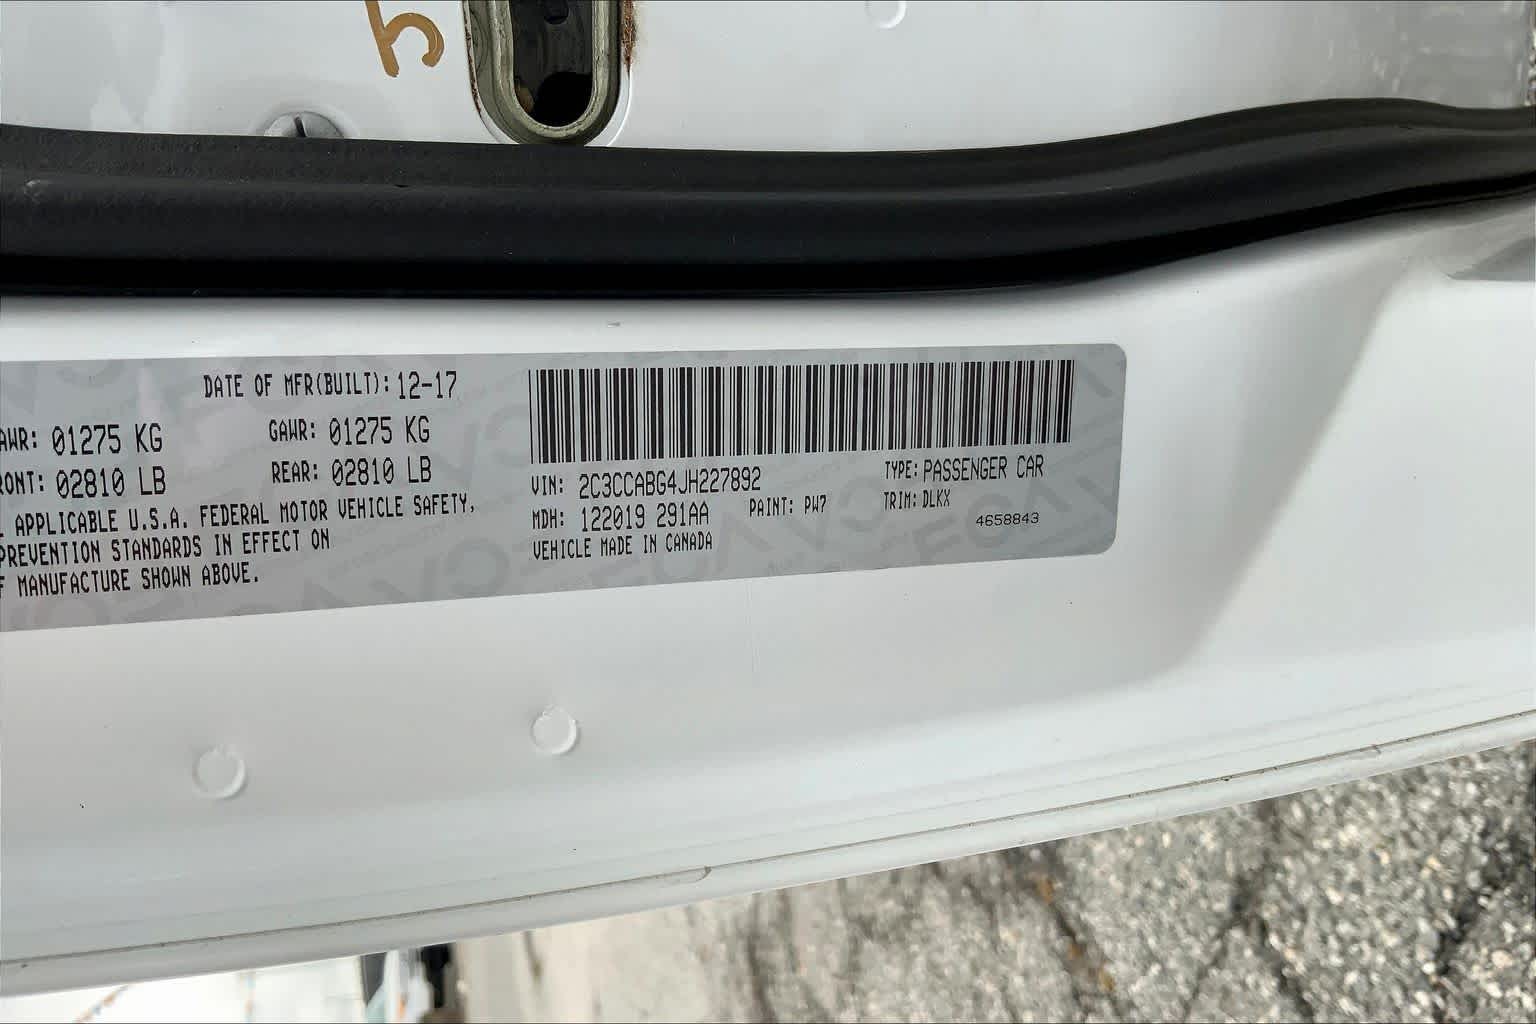 5
DATE OF MFR(BUILT): 12-17
GAWR: 01275 KG
01275 KG
REAR: 02810 LB
02810 LB
APPLICABLE U.S.A. FEDERAL MOTOR VEHICLE SAFETY,
PREVENTION STANDARDS IN EFFECT ON
MANUFACTURE SHOWN ABOVE.
VIN: 2C3CCABG4JH227892
TYPE: PASSENGER CAR
MDH: 122019 291AA
PAINT: PW7
TRIM: DLKX
VEHICLE MADE IN CANADA
4658843